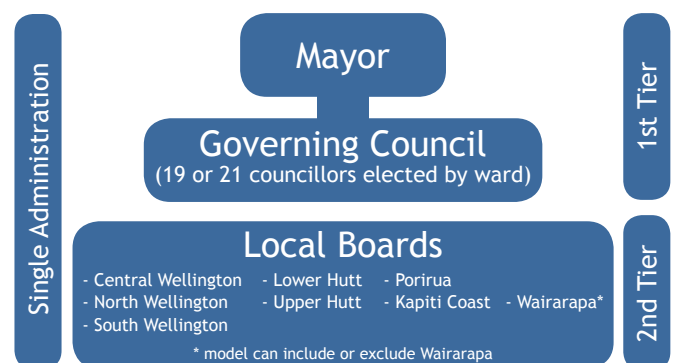 Single Administration
Mayor
1st Tier
Governing Council
(19 or 21 councillors elected by ward)
Local Boards
- Central Wellington - Lower Hutt - Porirua
- North Wellington - Upper Hutt - Kapiti Coast - Wairarapa*
- South Wellington
* model can include or exclude Wairarapa
2nd Tier